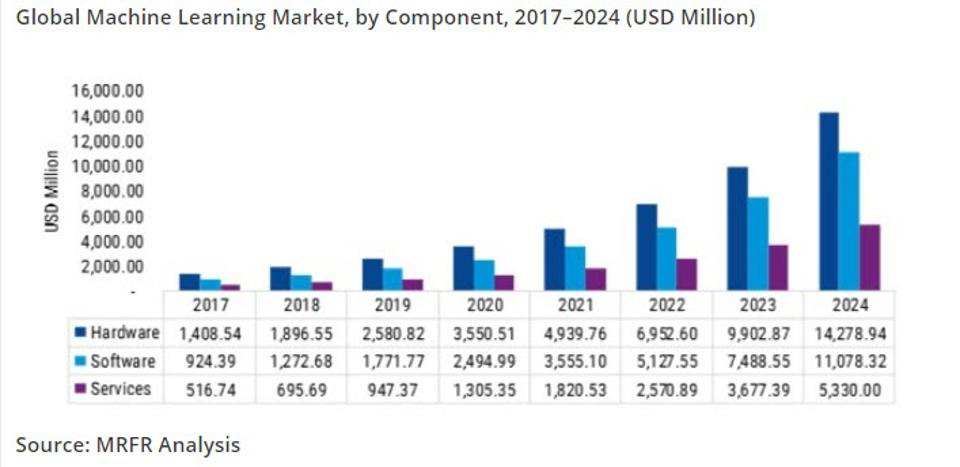 Global Machine Learning Market, by Component, 2017–2024 (USD Million)
USD Million
16,000.00
14,000.00
12,000.00
10,000.00
8,000.00
6,000.00
4,000.00
2,000.00
-
2017 2018 2019 2020 2021 2022 2023 2024
Hardware 1,408.54 1,896.55 2,580.82 3,550.51 4,939.76 6,952.60 9,902.87 14,278.94
Software 924.39 1,272.68 1,771.77 2,494.99 3,555.10 5,127.55 7,488.55 11,078.32
Services 516.74 695.69 947.37 1,305.35 1,820.53 2,570.89 3,677.39 5,330.00
Source: MRFR Analysis